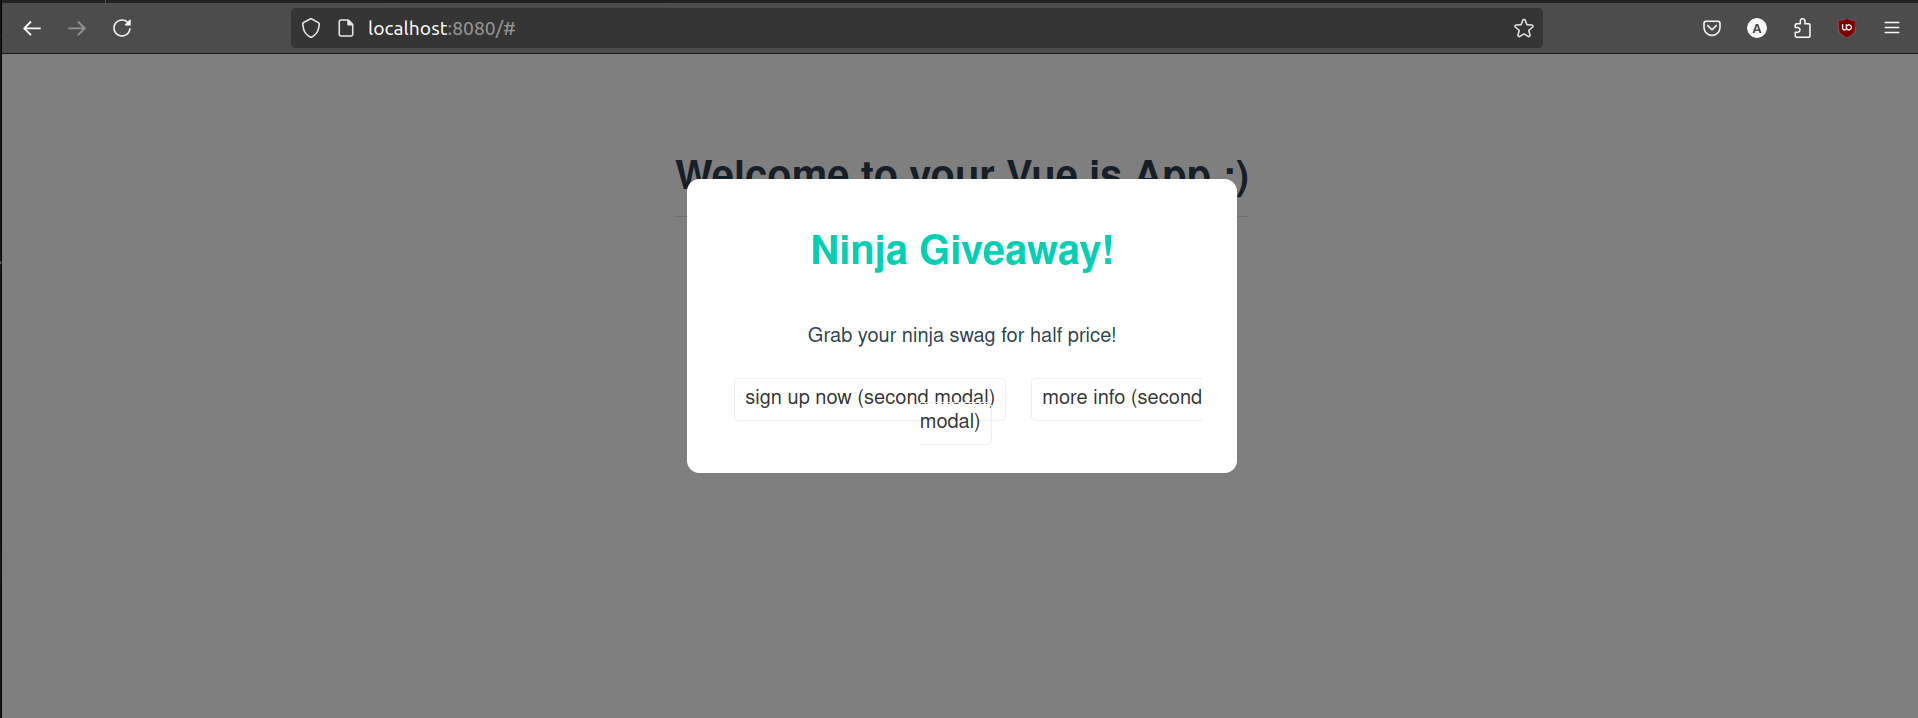 localhost:8080/#
A
Welcome to your Vue js App :)
Ninja Giveaway!
Grab your ninja swag for half price!
sign up now (second modal) more info (second
modal)